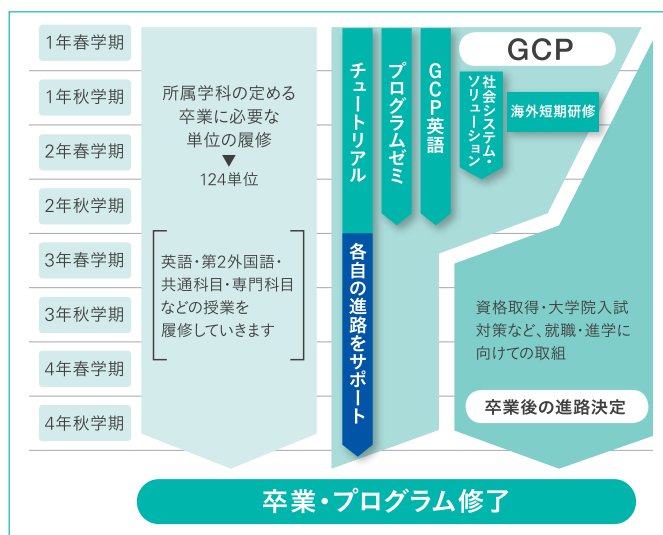 1年春学期
1年秋学期
2年春学期
2年秋学期
3年春学期
3年秋学期
4年春学期
4年秋学期
所属学科の定める
卒業に必要な
単位の履修
▼
124単位
英語・第2外国語・
共通科目・専門科目
などの授業を
履修していきます
チュートリアル
各自の進路をサポート
プログラムゼミ
GCP英語
GCP
社会システム・
ソリューション
海外短期研修
資格取得・大学院入試
対策など、就職・進学に
向けての取組
卒業後の進路決定
卒業・プログラム修了